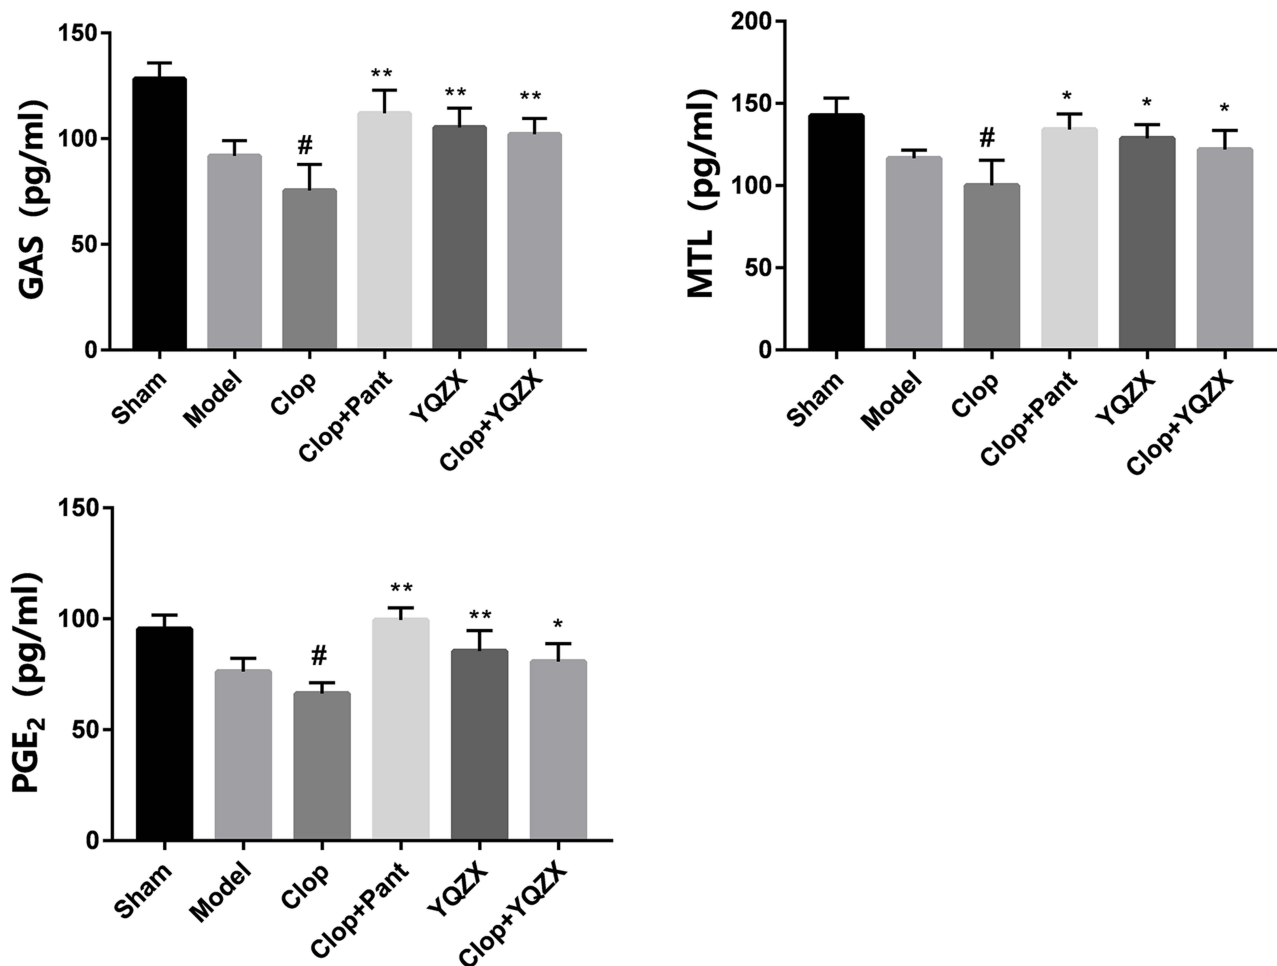 GAS (pg/ml)
150
100
50
0
#
**
**
**
Sham
Model
Clop
Clop+Pant
YQZX
Clop+YQZX
MTL (pg/ml)
200
150
100
50
0
#
*
*
*
Sham
Model
Clop
Clop+Pant
YQZX
Clop+YQZX
PGE₂ (pg/ml)
150
100
50
0
#
**
**
*
Sham
Model
Clop
Clop+Pant
YQZX
Clop+YQZX